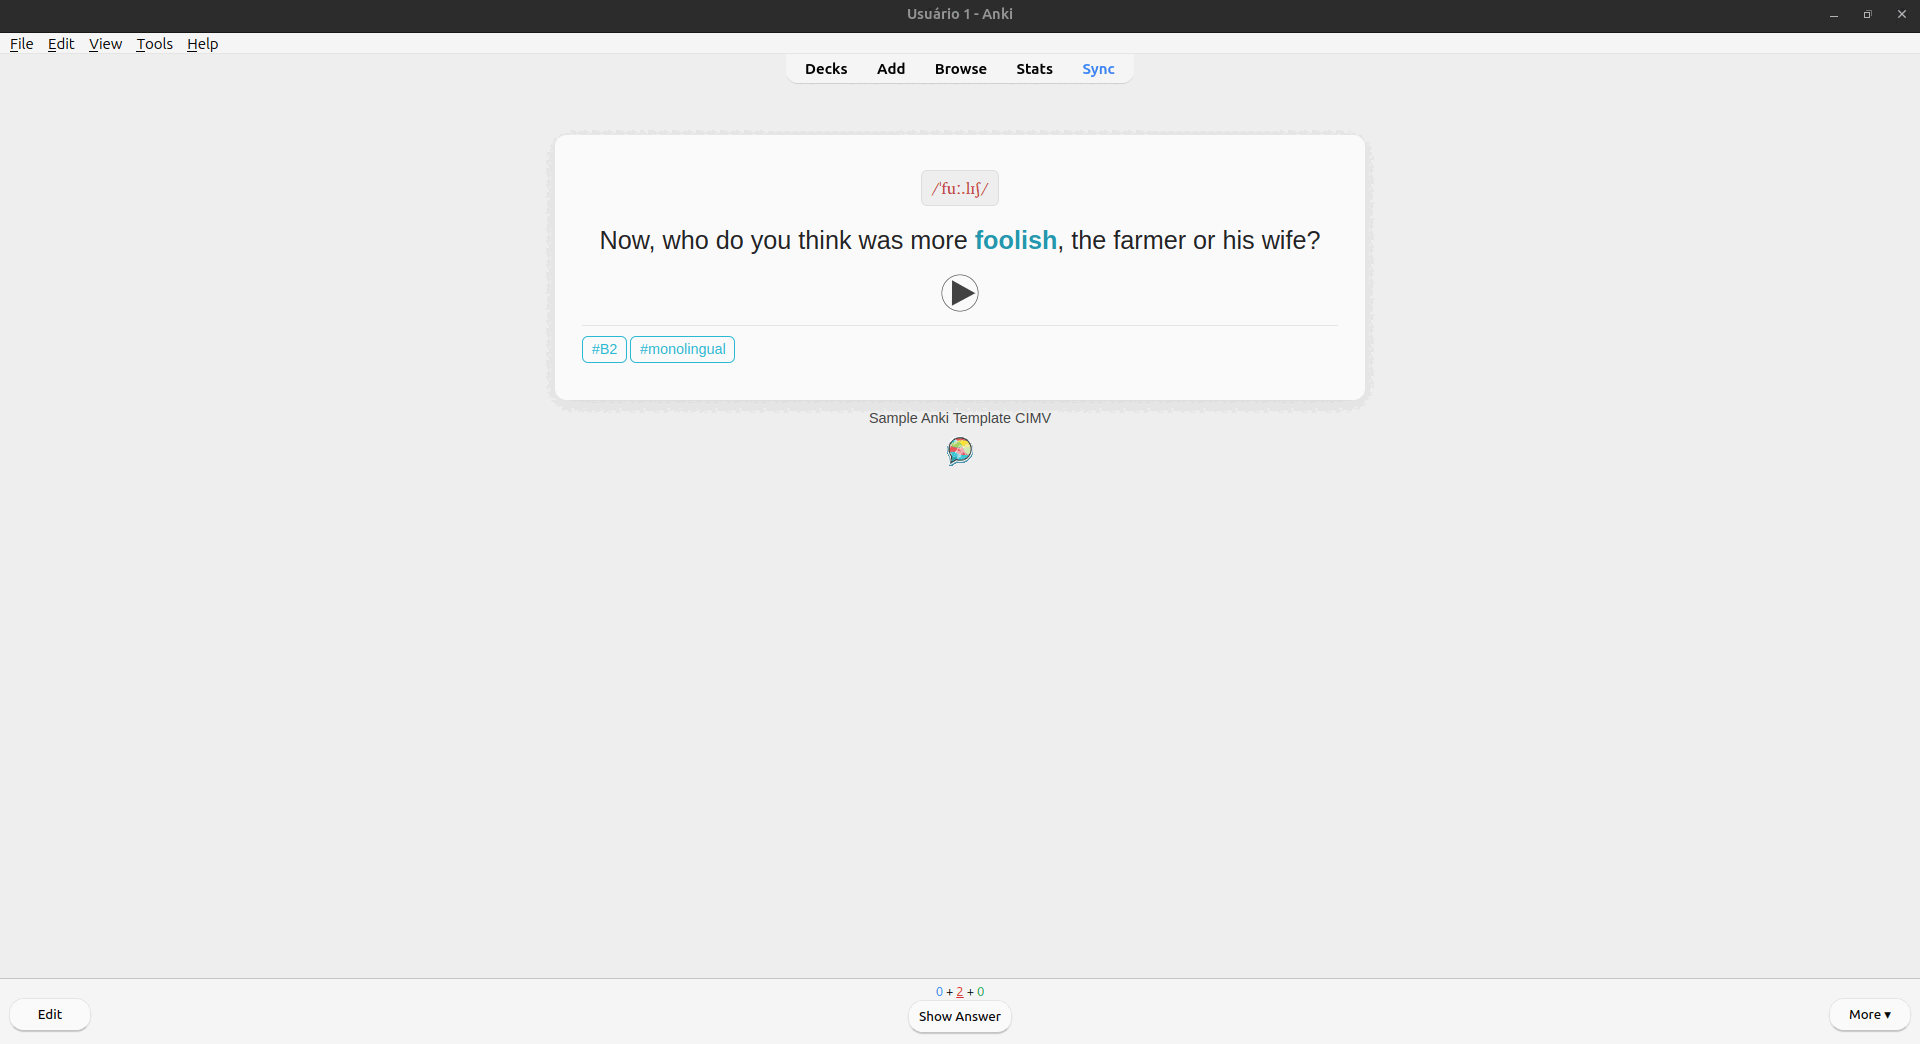 Usuário 1 - Anki
File Edit View Tools Help
Decks Add Browse Stats Sync
/ˈfuː.lɪʃ/
Now, who do you think was more foolish, the farmer or his wife?
#B2 #monolingual
Sample Anki Template CIMV
0 + 2 + 0
Edit Show Answer More ▾